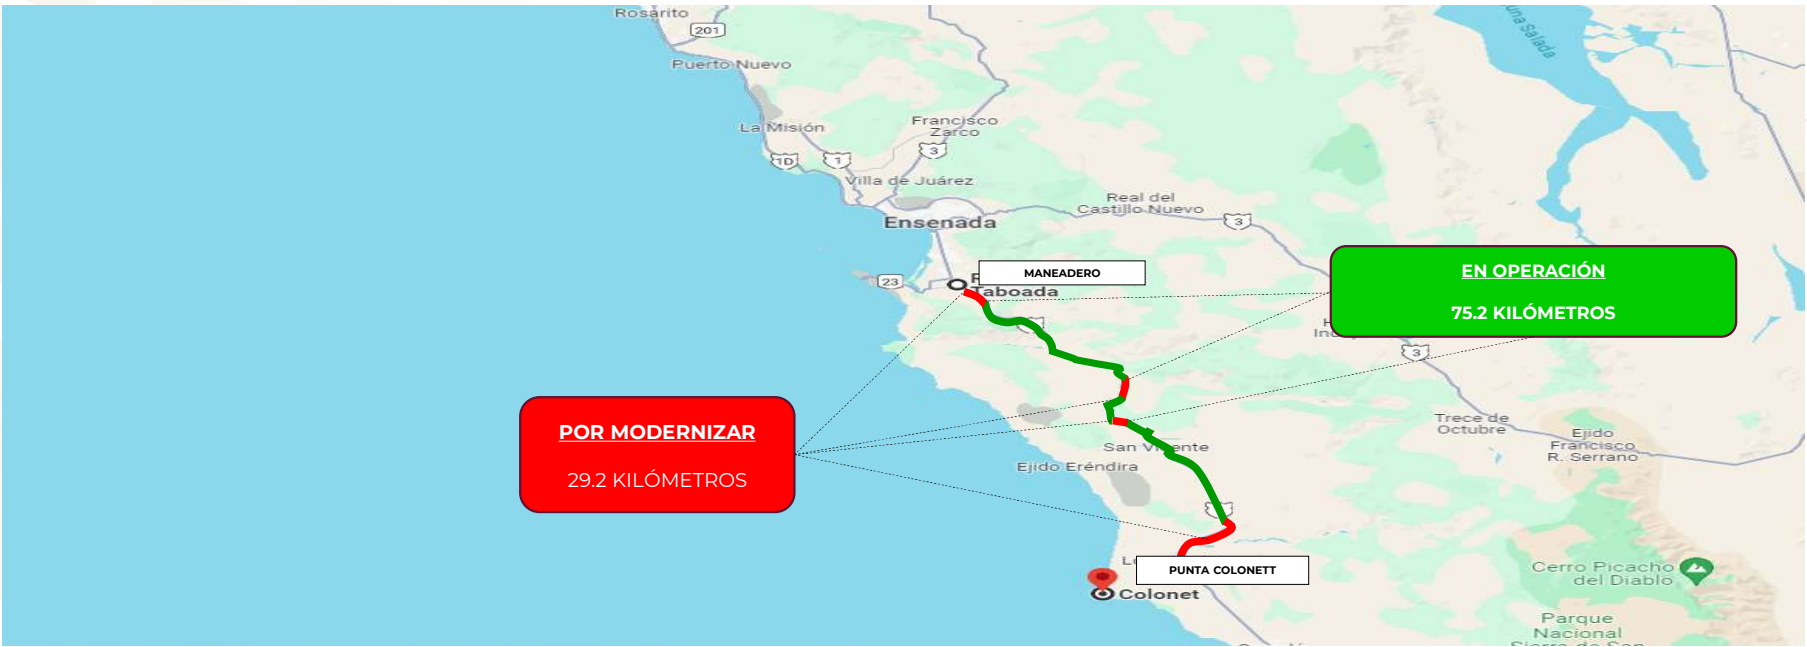 Rosarito
201
Puerto Nuevo
La Misión
Francisco
Zarco
3
1D
1
Villa de Juárez
Real del
Castillo Nuevo
3
Ensenada
23
MANEADERO
Taboada
EN OPERACIÓN
75.2 KILÓMETROS
3
POR MODERNIZAR
29.2 KILÓMETROS
Trece de
Octubre
Ejido
Francisco
R. Serrano
San Vicente
Ejido Eréndira
PUNTA COLONETT
Colonet
Cerro Picacho
del Diablo
Parque
Nacional